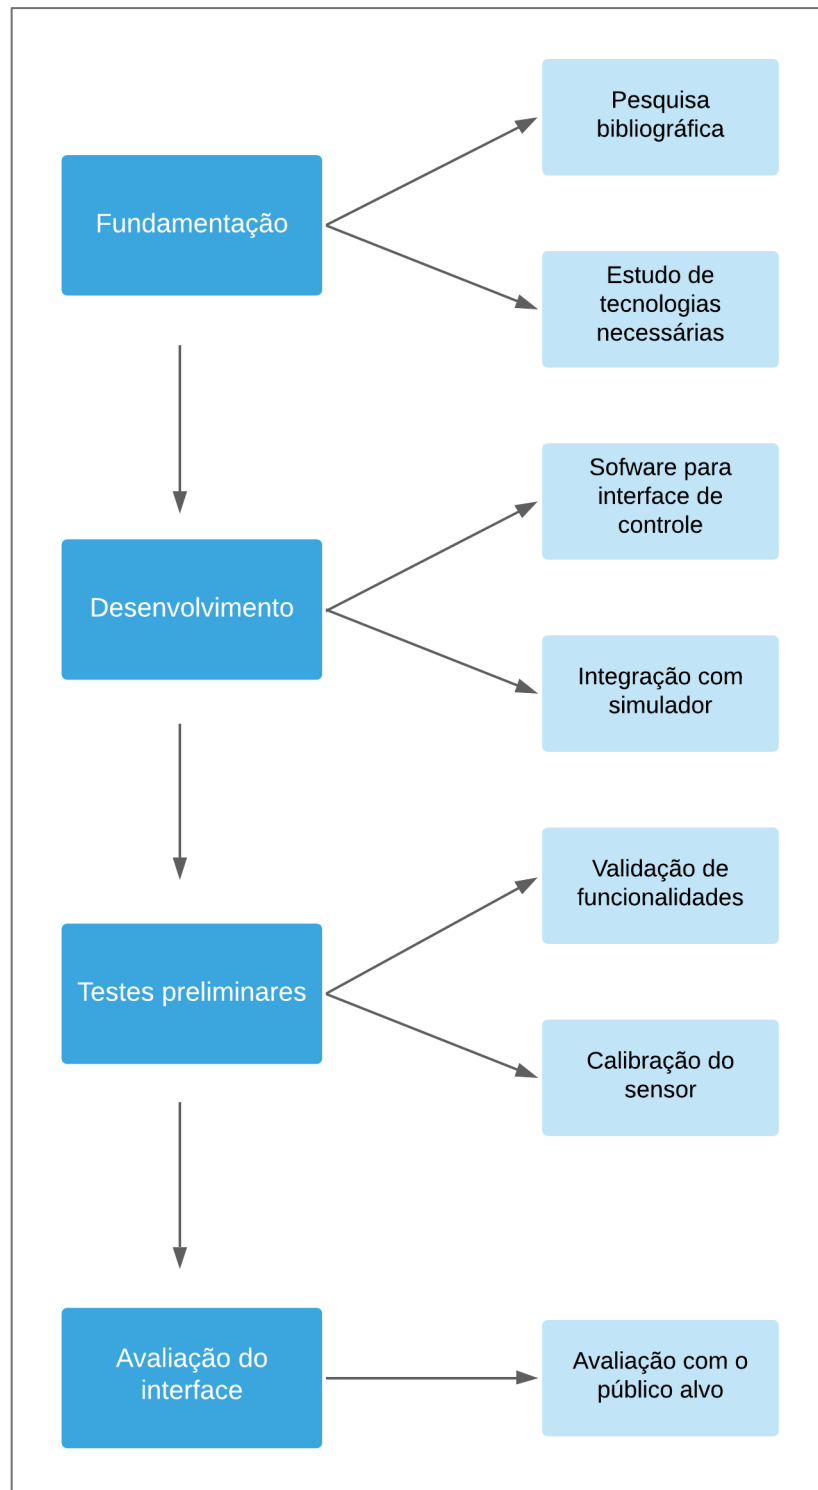 Fundamentação
Pesquisa
bibliográfica
Estudo de
tecnologias
necessárias
Desenvolvimento
Sofware para
interface de
controle
Integração com
simulador
Testes preliminares
Validação de
funcionalidades
Calibração do
sensor
Avaliação do
interface
Avaliação com o
público alvo